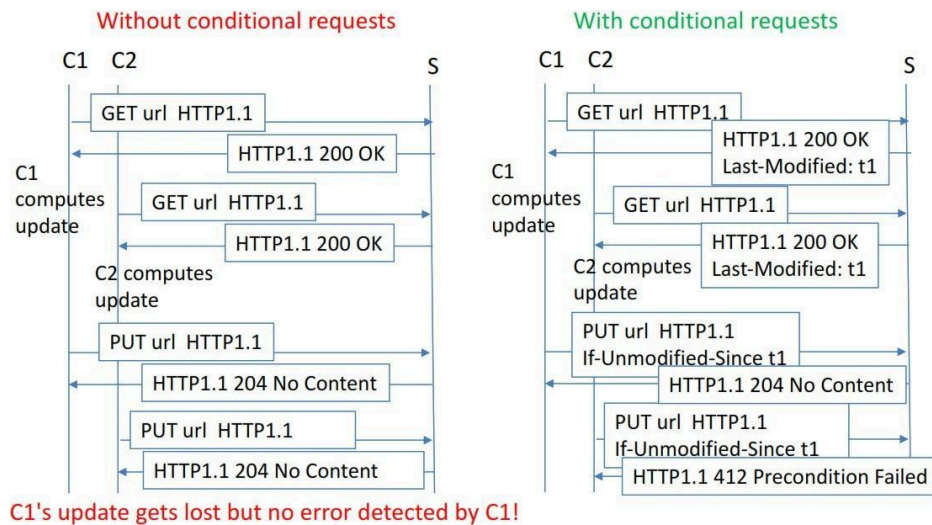 Without conditional requests
C1 C2 S
GET url HTTP1.1
HTTP1.1 200 OK
C1
computes
update
GET url HTTP1.1
HTTP1.1 200 OK
C2 computes
update
PUT url HTTP1.1
HTTP1.1 204 No Content
PUT url HTTP1.1
HTTP1.1 204 No Content
C1's update gets lost but no error detected by C1!
With conditional requests
C1 C2 S
GET url HTTP1.1
HTTP1.1 200 OK
Last-Modified: t1
C1
computes
update
GET url HTTP1.1
HTTP1.1 200 OK
Last-Modified: t1
C2 computes
update
PUT url HTTP1.1
If-Unmodified-Since t1
HTTP1.1 204 No Content
PUT url HTTP1.1
If-Unmodified-Since t1
HTTP1.1 412 Precondition Failed